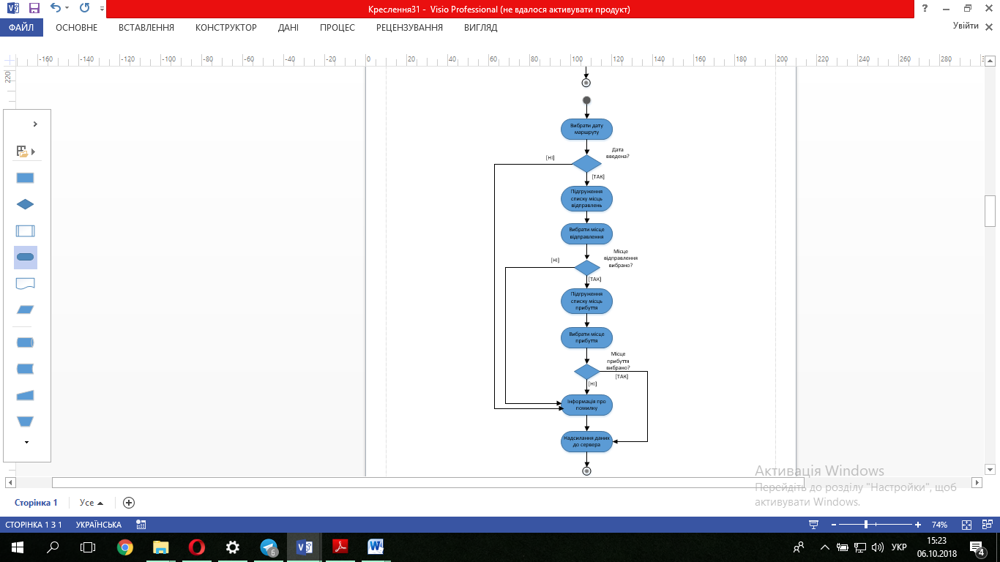 Креслення31 - Visio Professional (не вдалося активувати продукт)
ФАЙЛ ОСНОВНЕ ВСТАВЛЕННЯ КОНСТРУКТОР ДАНІ ПРОЦЕС РЕЦЕНЗУВАННЯ ВИГЛЯД Увійти
-160 -140 -120 -100 -80 -60 -40 -20 0 20 40 60 80 100 120 140 160 180 200 220 240 260 280
220
Вибрати дату
маршруту
Дата
введена?
[НІ]
[ТАК]
Підгруження
списку місць
відправлень
Вибрати місце
відправлення
Місце
відправлення
вибрано?
[НІ]
[ТАК]
Підгруження
списку місць
прибуття
Вибрати місце
прибуття
Місце
прибуття
вибрано?
[ТАК]
[НІ]
Інформація про
помилку
Надсилання даних
до сервера
Активація Windows
Перейдіть до розділу "Настройки", щоб
активувати Windows.
Сторінка 1 Усе
СТОРІНКА 1 З 1 УКРАЇНСЬКА 74%
6
УКР
15:23
06.10.2018
4